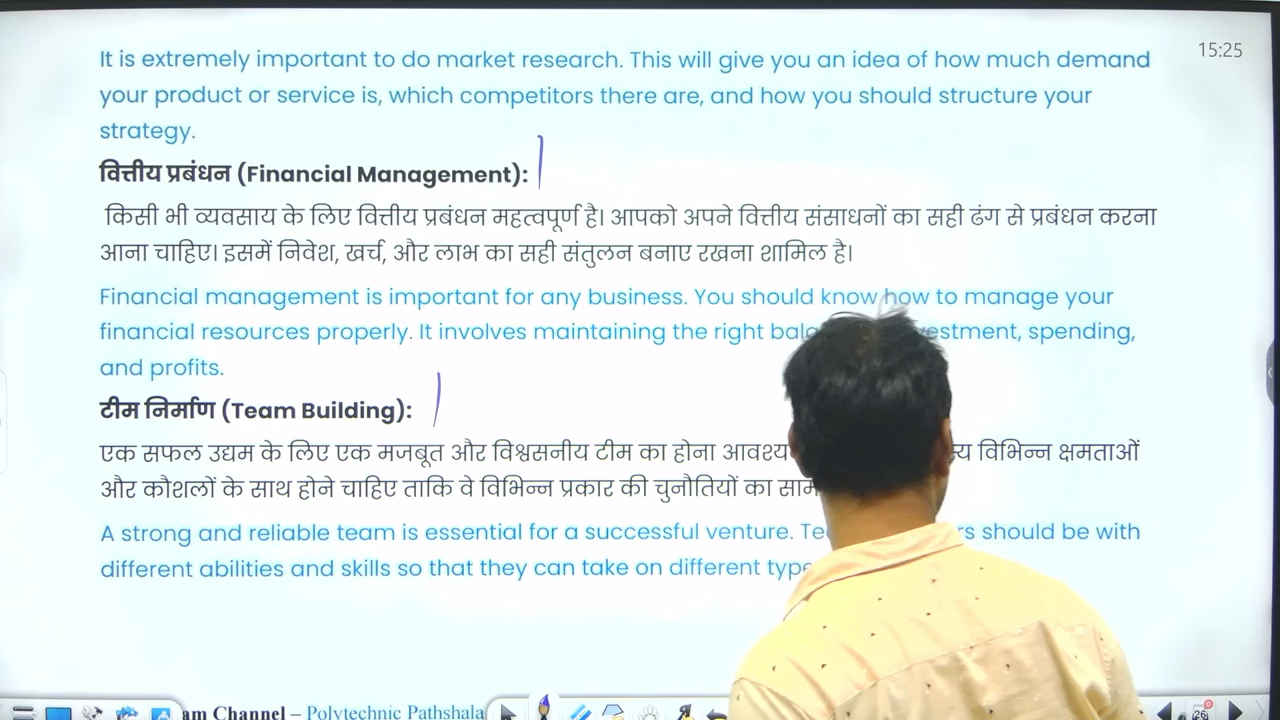 15:25
It is extremely important to do market research. This will give you an idea of how much demand
your product or service is, which competitors there are, and how you should structure your
strategy.
वित्तीय प्रबंधन (Financial Management):
किसी भी व्यवसाय के लिए वित्तीय प्रबंधन महत्वपूर्ण है। आपको अपने वित्तीय संसाधनों का सही ढंग से प्रबंधन करना
आना चाहिए। इसमें निवेश, खर्च, और लाभ का सही संतुलन बनाए रखना शामिल है।
Financial management is important for any business. You should know how to manage your
financial resources properly. It involves maintaining the right spending,
and profits.
टीम निर्माण (Team Building):
एक सफल उद्यम के लिए एक मजबूत और विश्वसनीय टीम का होना विभिन्न क्षमताओं
और कौशलों के साथ होने चाहिए ताकि वे विभिन्न प्रकार की चुनौतियों का
A strong and reliable team is essential for a successful venture. should be with
different abilities and skills so that they can take on different
am Channel – Polytechnic Pathshala
26